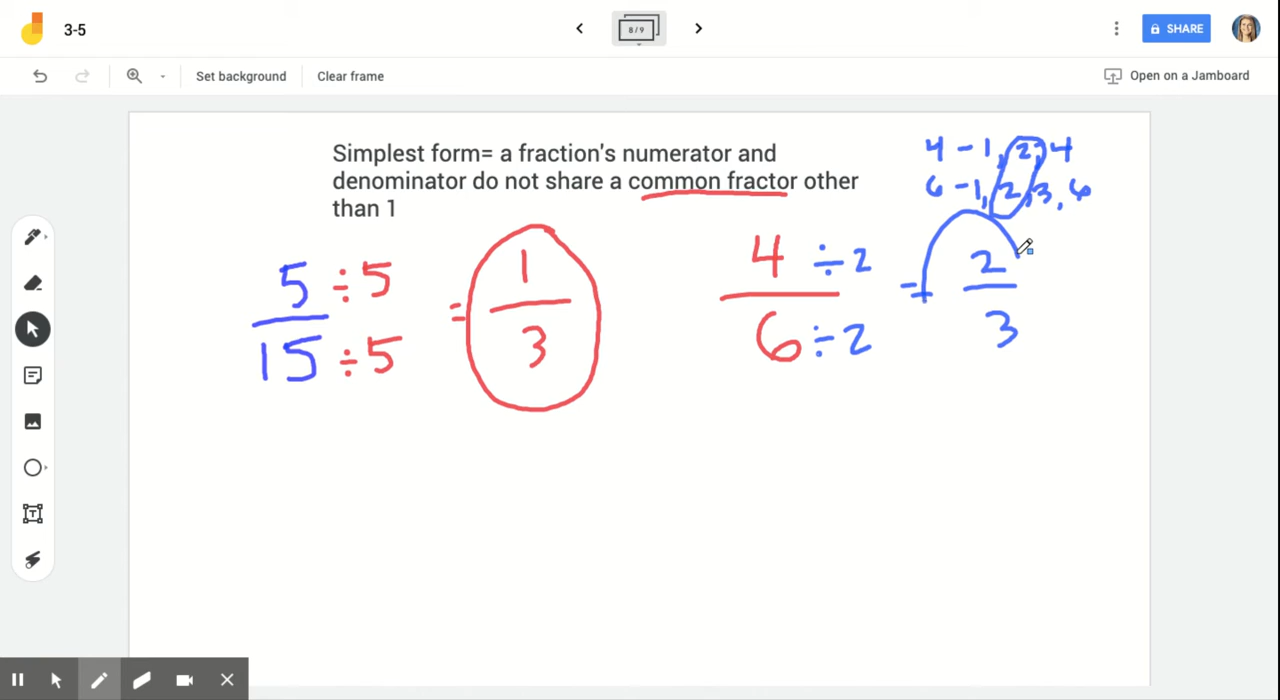 3-5
8/9
SHARE
Set background
Clear frame
Open on a Jamboard
Simplest form= a fraction's numerator and
denominator do not share a common fractor other
than 1
4 - 1, 2, 4
6 - 1, 2, 3, 6
5 ÷ 5
15 ÷ 5
=
1
3
4 ÷ 2
6 ÷ 2
=
2
3
T